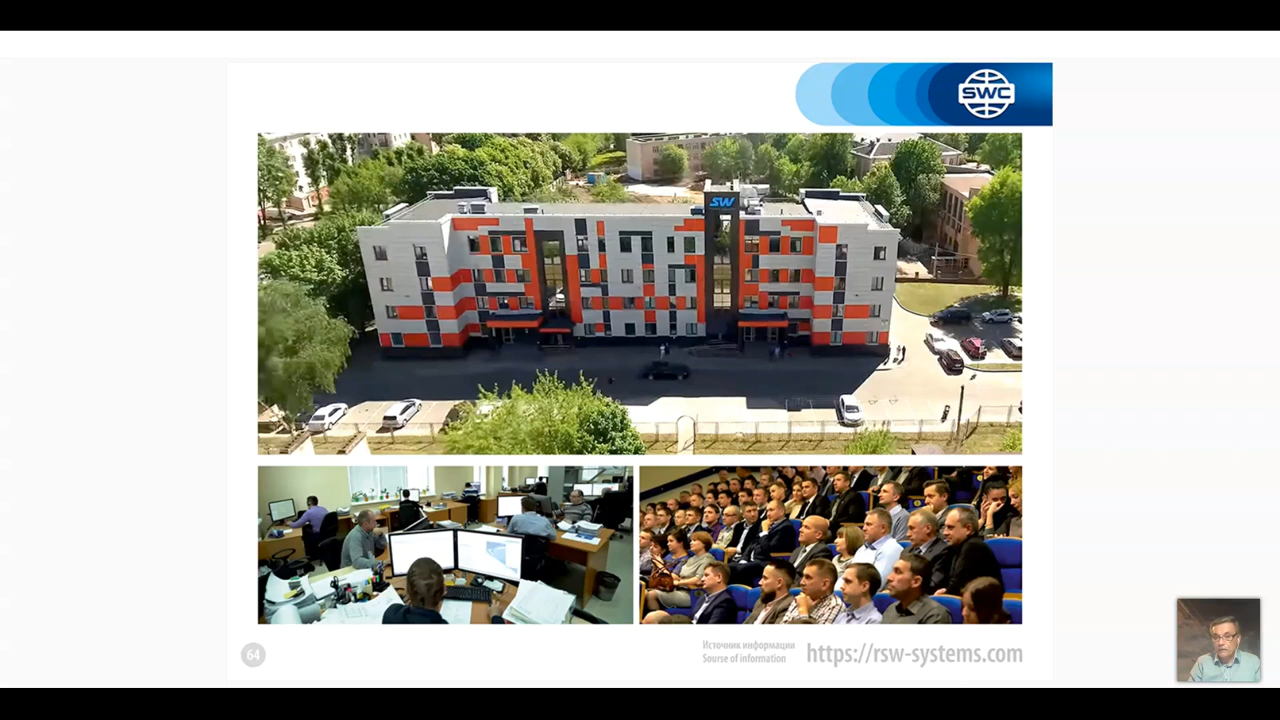 SWC
SW
64
Источник информации
Sourse of information
https://rsw-systems.com